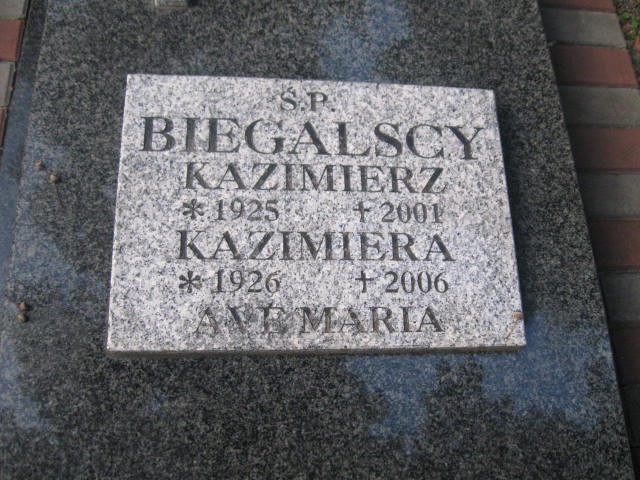 Ś.P.
BIEGALSCY
KAZIMIERZ
* 1925 † 2001
KAZIMIERA
* 1926 † 2006
AVE MARIA